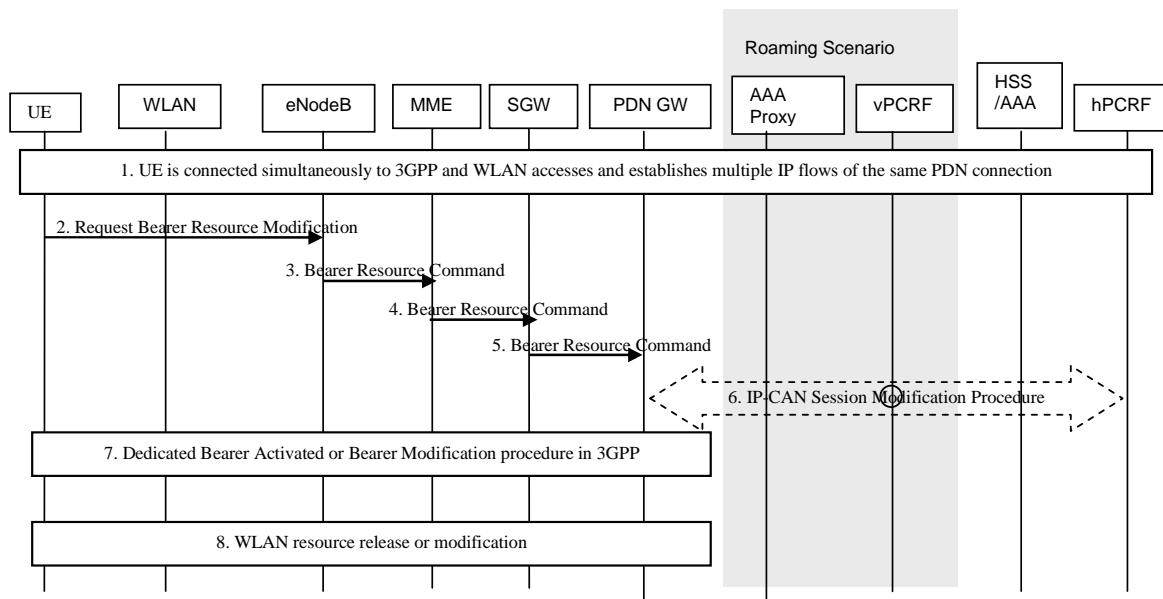 Roaming Scenario
UE
WLAN
eNodeB
MME
SGW
PDN GW
AAA
Proxy
vPCRF
HSS
/AAA
hPCRF
1. UE is connected simultaneously to 3GPP and WLAN accesses and establishes multiple IP flows of the same PDN connection
2. Request Bearer Resource Modification
3. Bearer Resource Command
4. Bearer Resource Command
5. Bearer Resource Command
6. IP-CAN Session Modification Procedure
7. Dedicated Bearer Activated or Bearer Modification procedure in 3GPP
8. WLAN resource release or modification